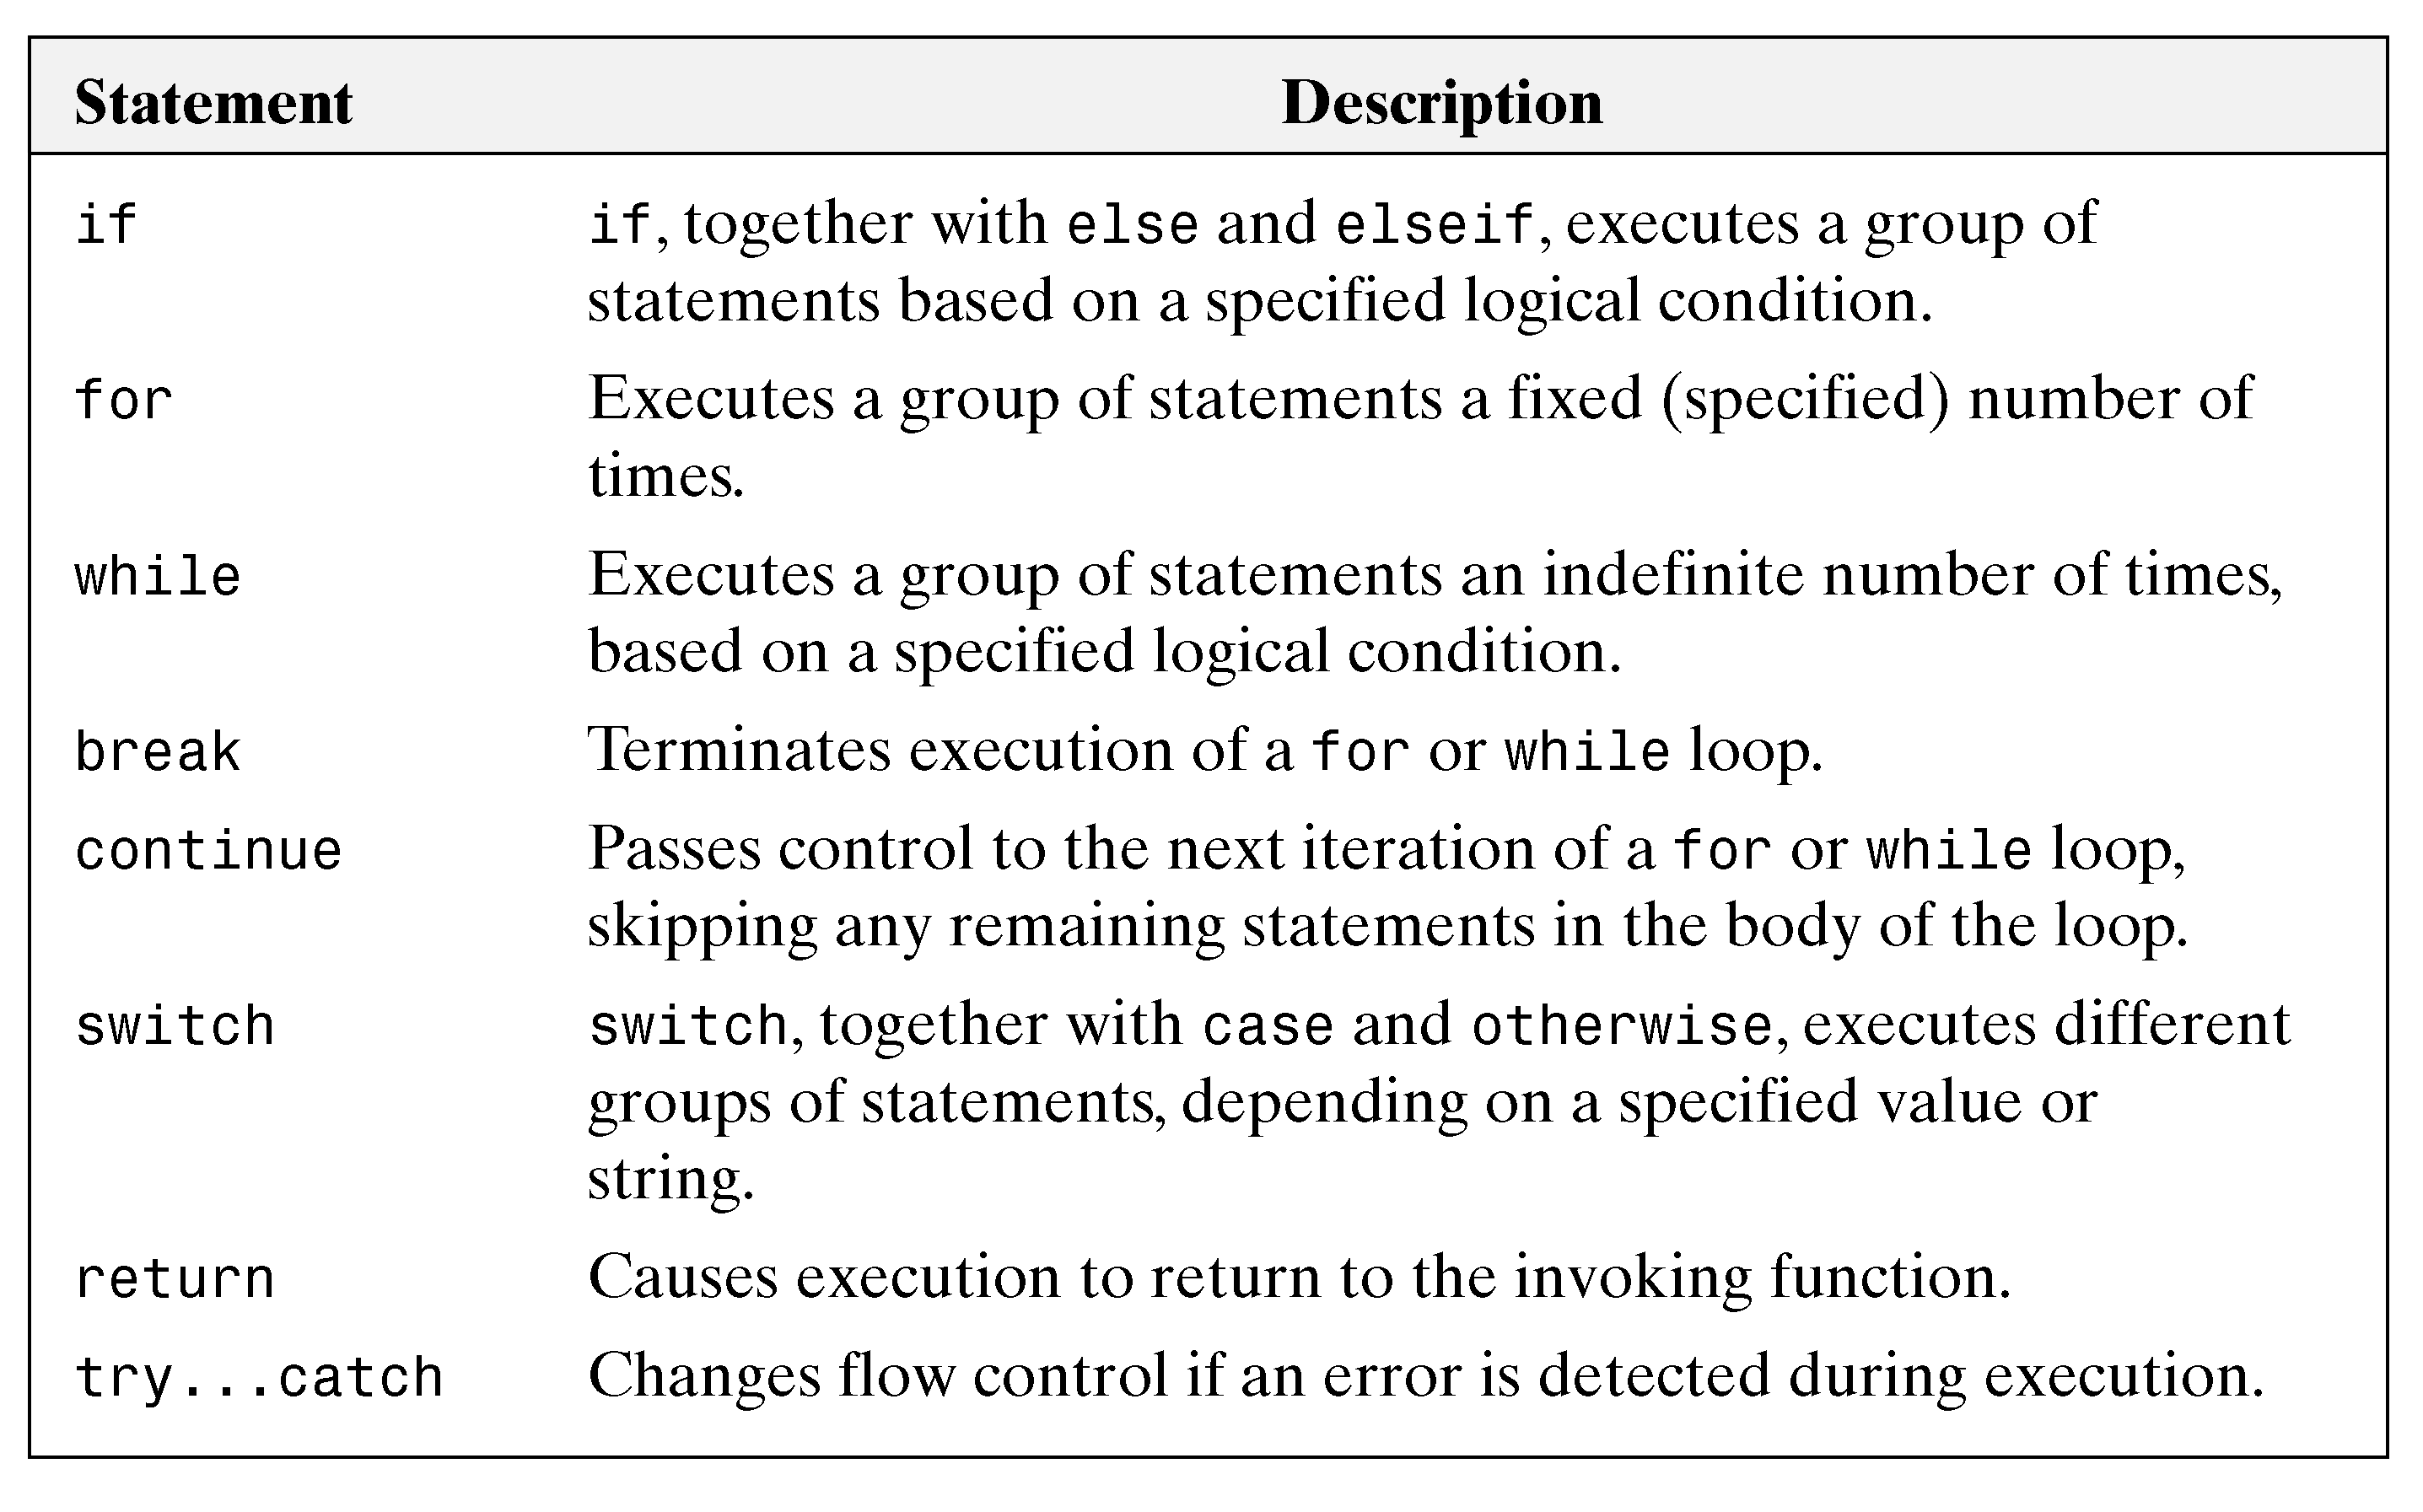 Statement Description
if if, together with else and elseif, executes a group of
statements based on a specified logical condition.
for Executes a group of statements a fixed (specified) number of
times.
while Executes a group of statements an indefinite number of times,
based on a specified logical condition.
break Terminates execution of a for or while loop.
continue Passes control to the next iteration of a for or while loop,
skipping any remaining statements in the body of the loop.
switch switch, together with case and otherwise, executes different
groups of statements, depending on a specified value or
string.
return Causes execution to return to the invoking function.
try...catch Changes flow control if an error is detected during execution.